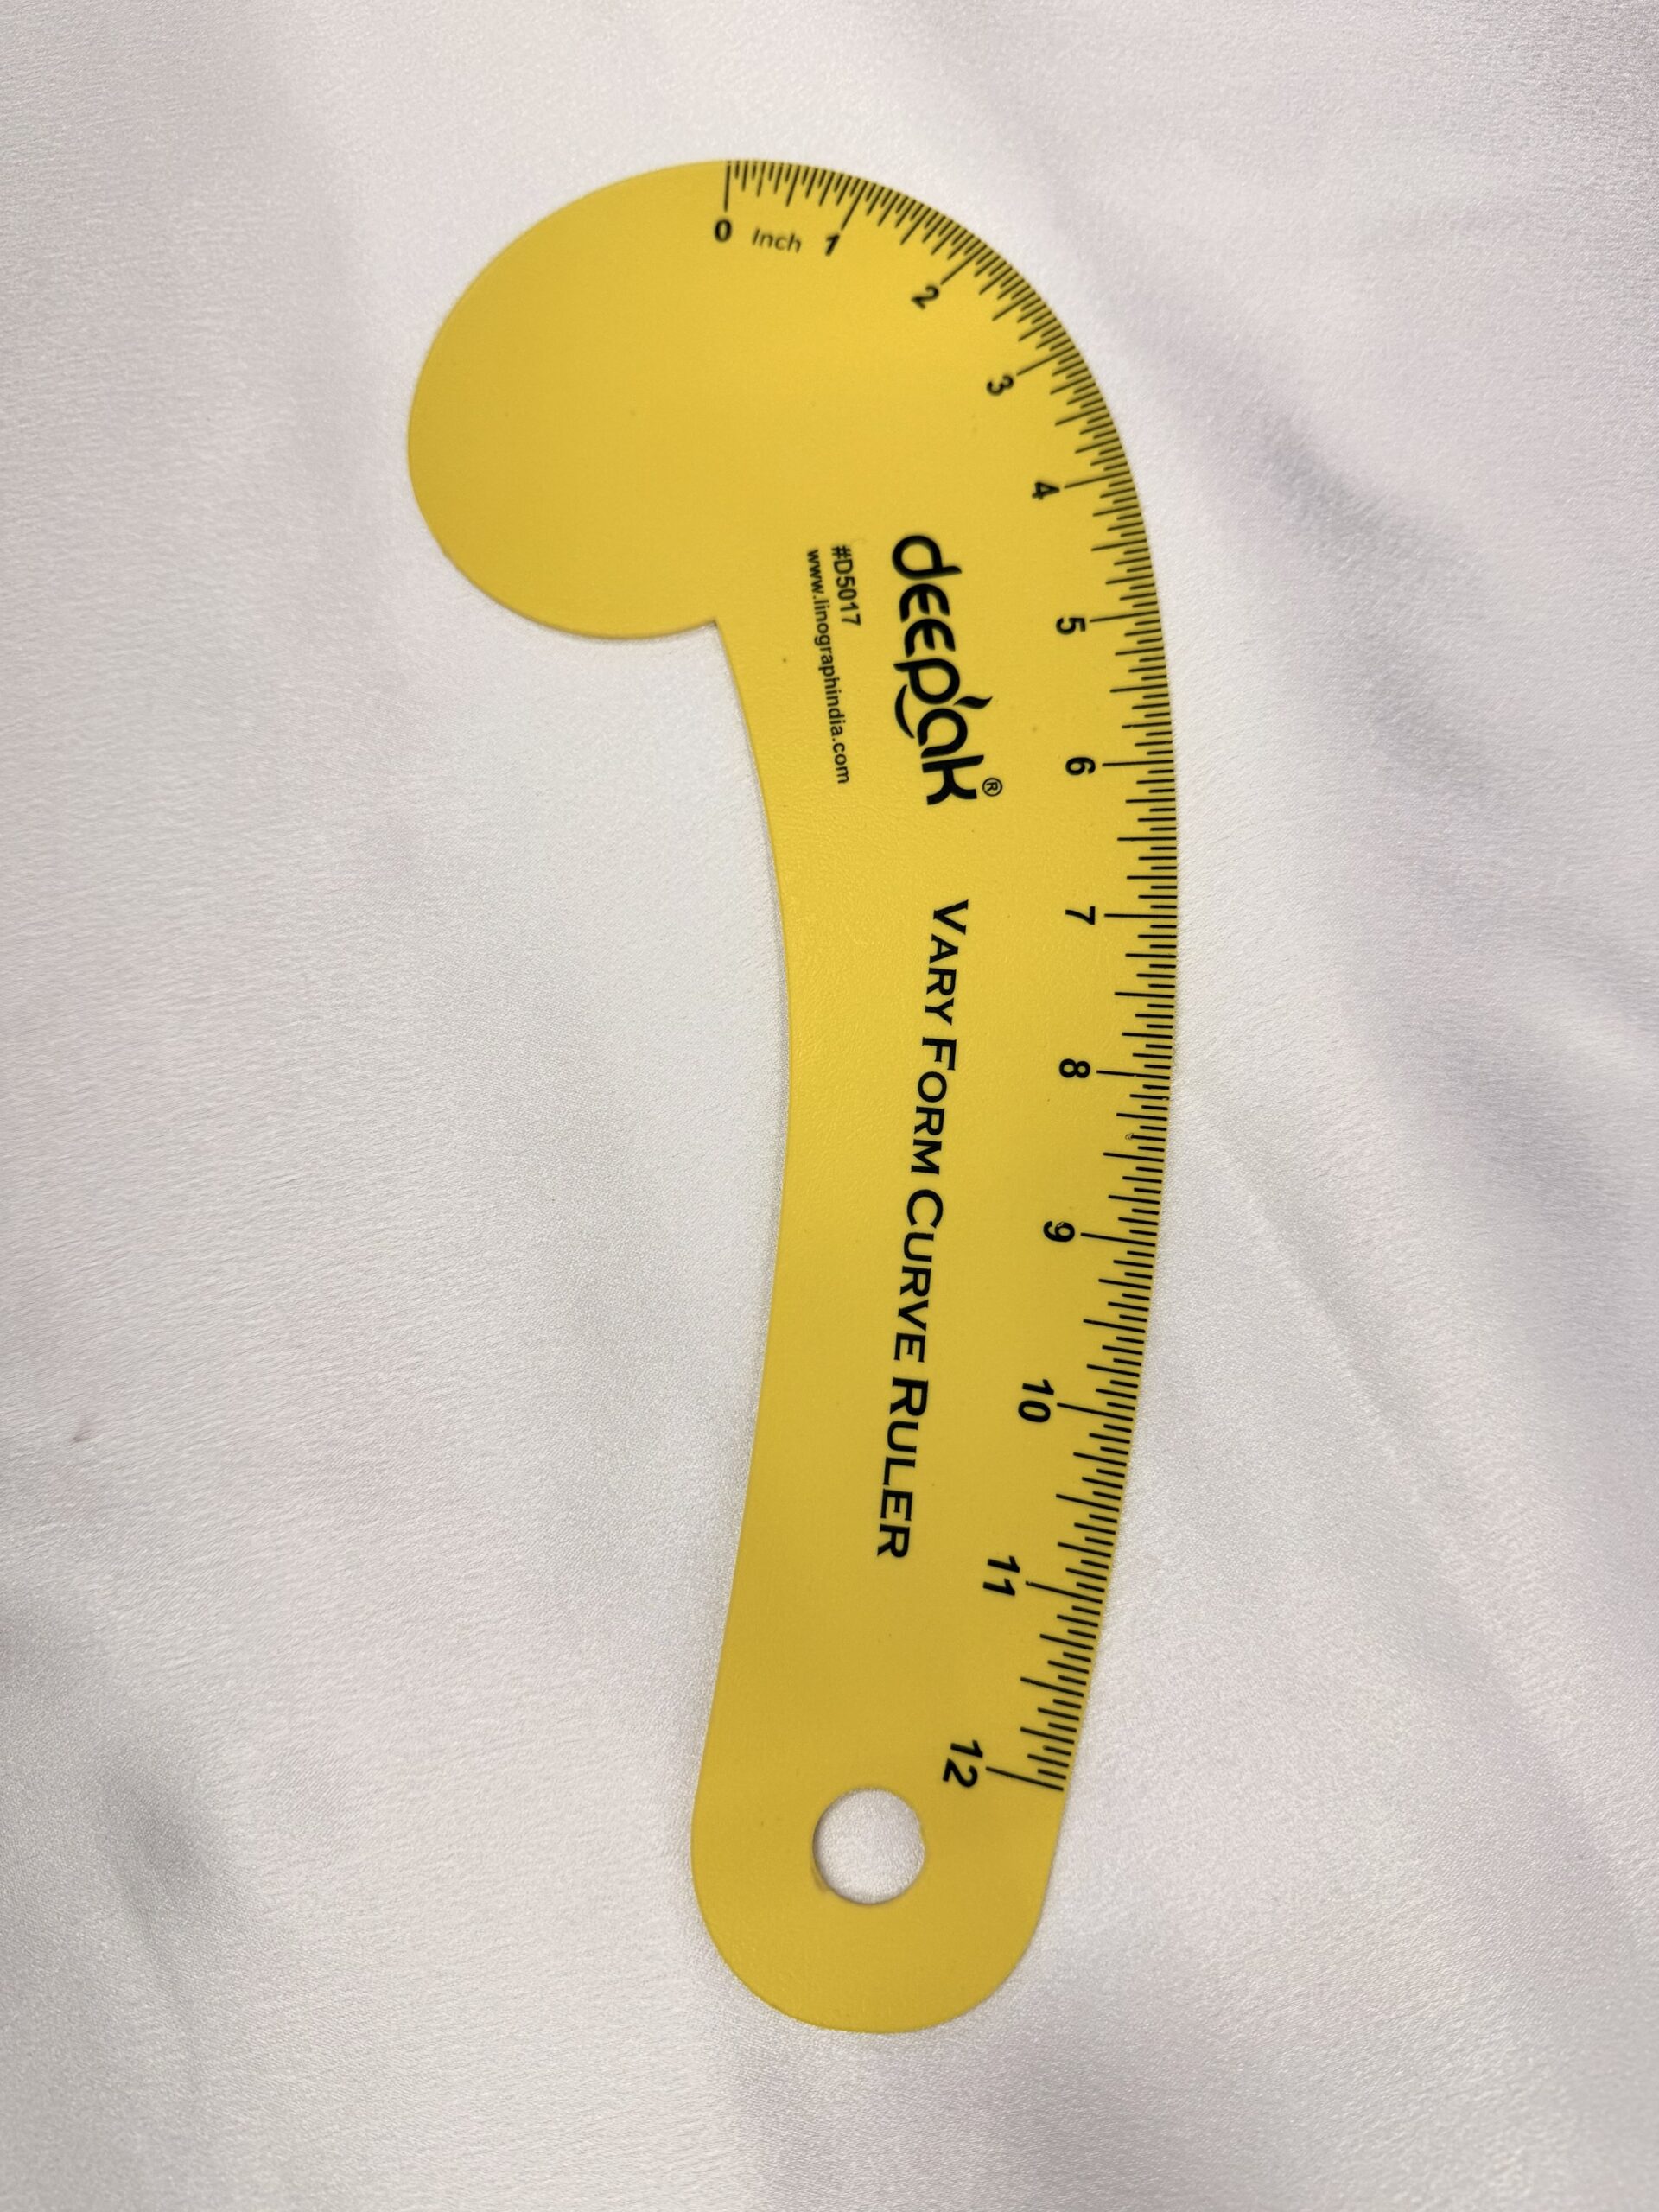 0 Inch 1 2 3 4 5 6 7 8 9 10 11 12
deepak®
#D5017
www.linographindia.com
VARY FORM CURVE RULER